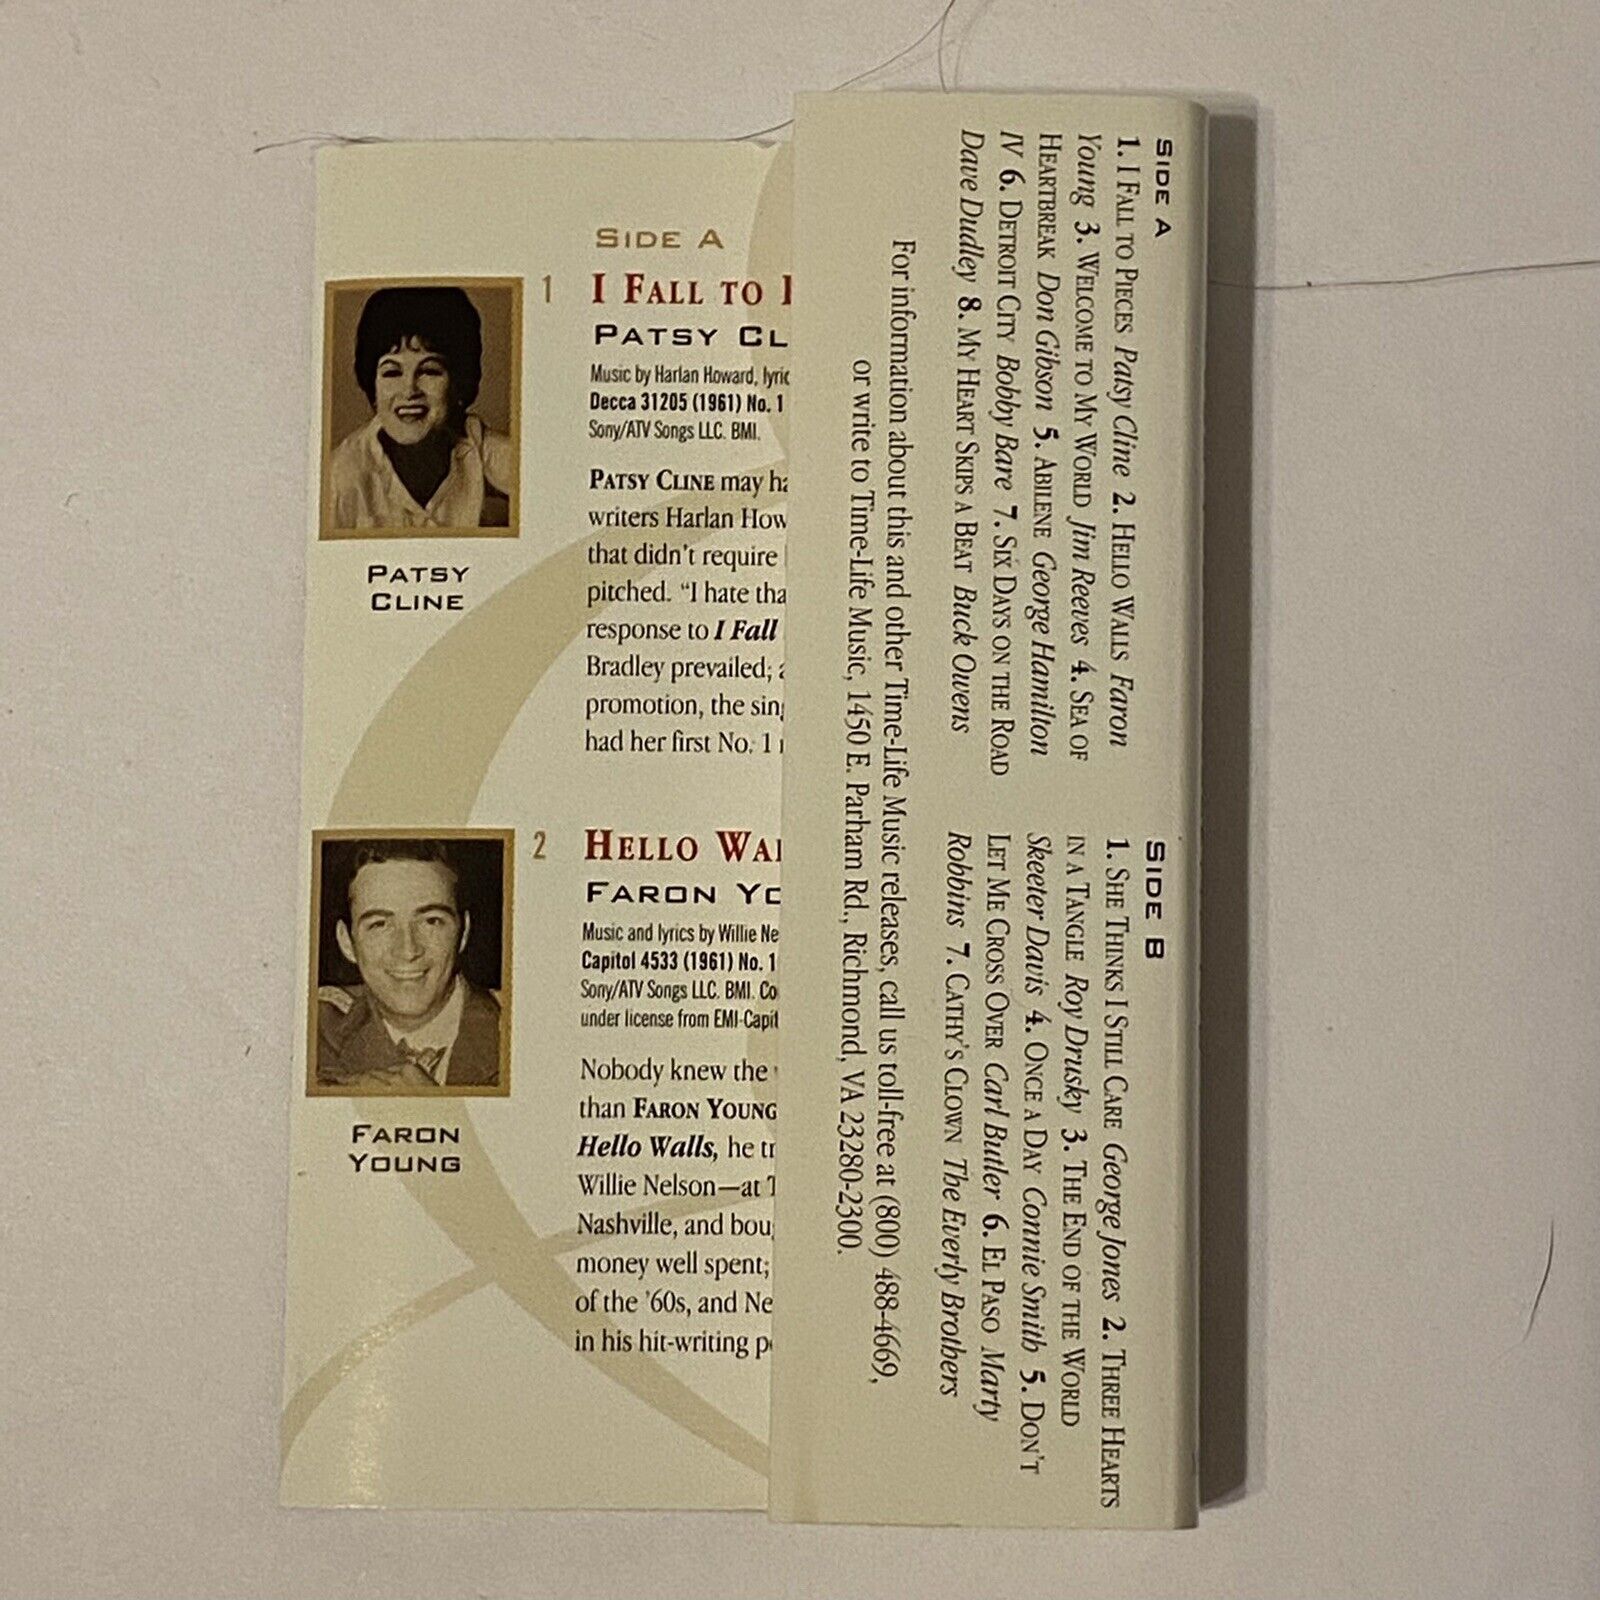 SIDE A
1
I FALL TO
PATSY CL
Music by Harlan Howard, lyric
Decca 31205 (1961) No. 1
Sony/ATV Songs LLC. BMI.
PATSY CLINE may ha
writers Harlan How
that didn't require
pitched. "I hate tha
response to I Fall
Bradley prevailed;
promotion, the sing
had her first No. 1
PATSY
CLINE
2
HELLO WAL
FARON YO
Music and lyrics by Willie Ne
Capitol 4533 (1961) No. 1
Sony/ATV Songs LLC. BMI. Co
under license from EMI-Capit
Nobody knew the
than FARON YOUNG
Hello Walls, he tr
Willie Nelson—at T
Nashville, and boug
money well spent;
of the '60s, and Ne
in his hit-writing p
FARON
YOUNG
SIDE A
1. I FALL TO PIECES Patsy Cline 2. HELLO WALLS Faron
Young 3. WELCOME TO MY WORLD Jim Reeves 4. SEA OF
HEARTBREAK Don Gibson 5. ABILENE George Hamilton
IV 6. DETROIT CITY Bobby Bare 7. SIX DAYS ON THE ROAD
Dave Dudley 8. MY HEART SKIPS A BEAT Buck Owens
SIDE B
1. SHE THINKS I STILL CARE George Jones 2. THREE HEARTS
IN A TANGLE Roy Drusky 3. THE END OF THE WORLD
Skeeter Davis 4. ONCE A DAY Connie Smith 5. DON'T
LET ME CROSS OVER Carl Butler 6. EL PASO Marty
Robbins 7. CATHY'S CLOWN The Everly Brothers
For information about this and other Time-Life Music releases, call us toll-free at (800) 488-4669,
or write to Time-Life Music, 1450 E. Parham Rd., Richmond, VA 23280-2300.